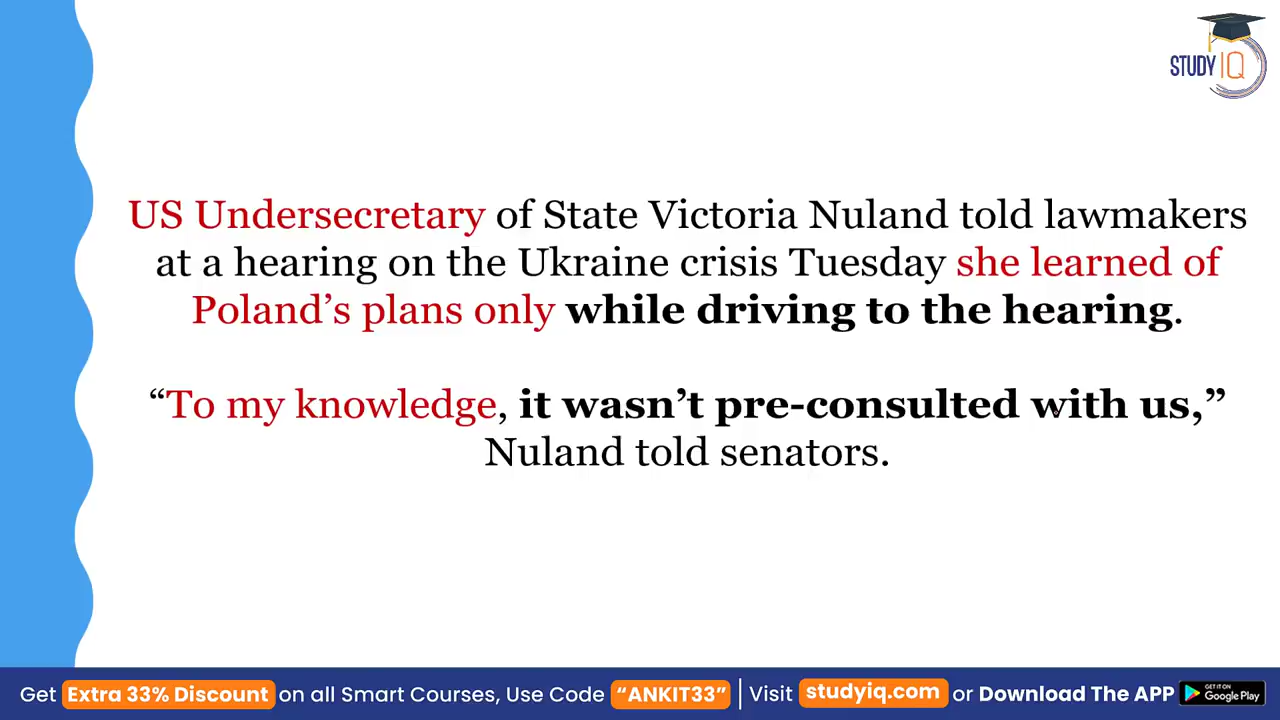 STUDY IQ
US Undersecretary of State Victoria Nuland told lawmakers
at a hearing on the Ukraine crisis Tuesday she learned of
Poland’s plans only while driving to the hearing.
“To my knowledge, it wasn’t pre-consulted with us,”
Nuland told senators.
Get Extra 33% Discount on all Smart Courses, Use Code “ANKIT33” | Visit studyiq.com or Download The APP GET IT ON Google Play